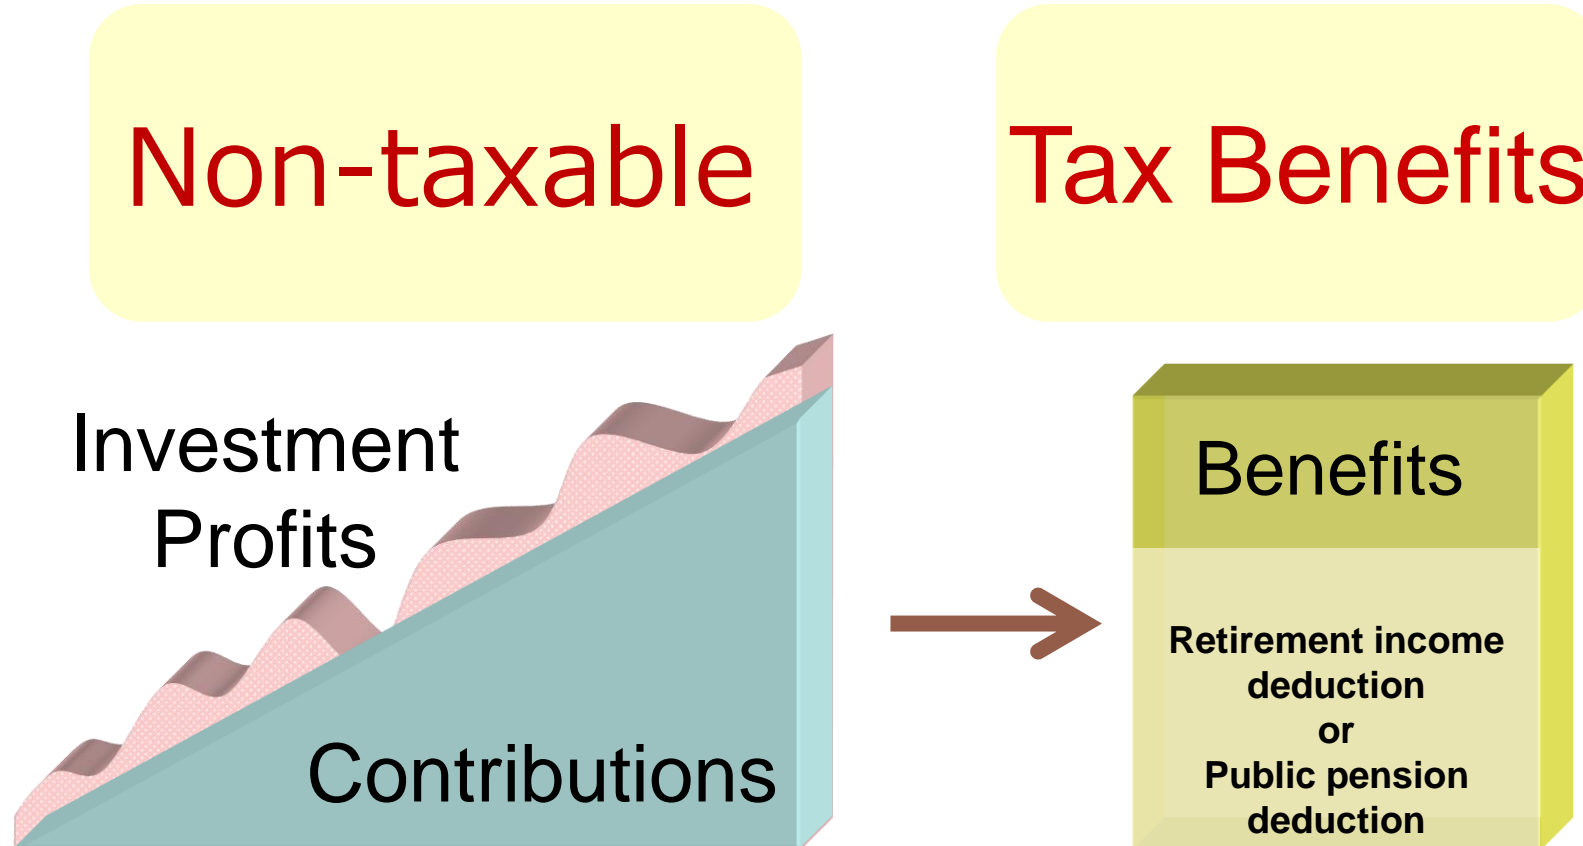 Non-taxable
Tax Benefits
Investment
Profits
Contributions
Benefits
Retirement income
deduction
or
Public pension
deduction